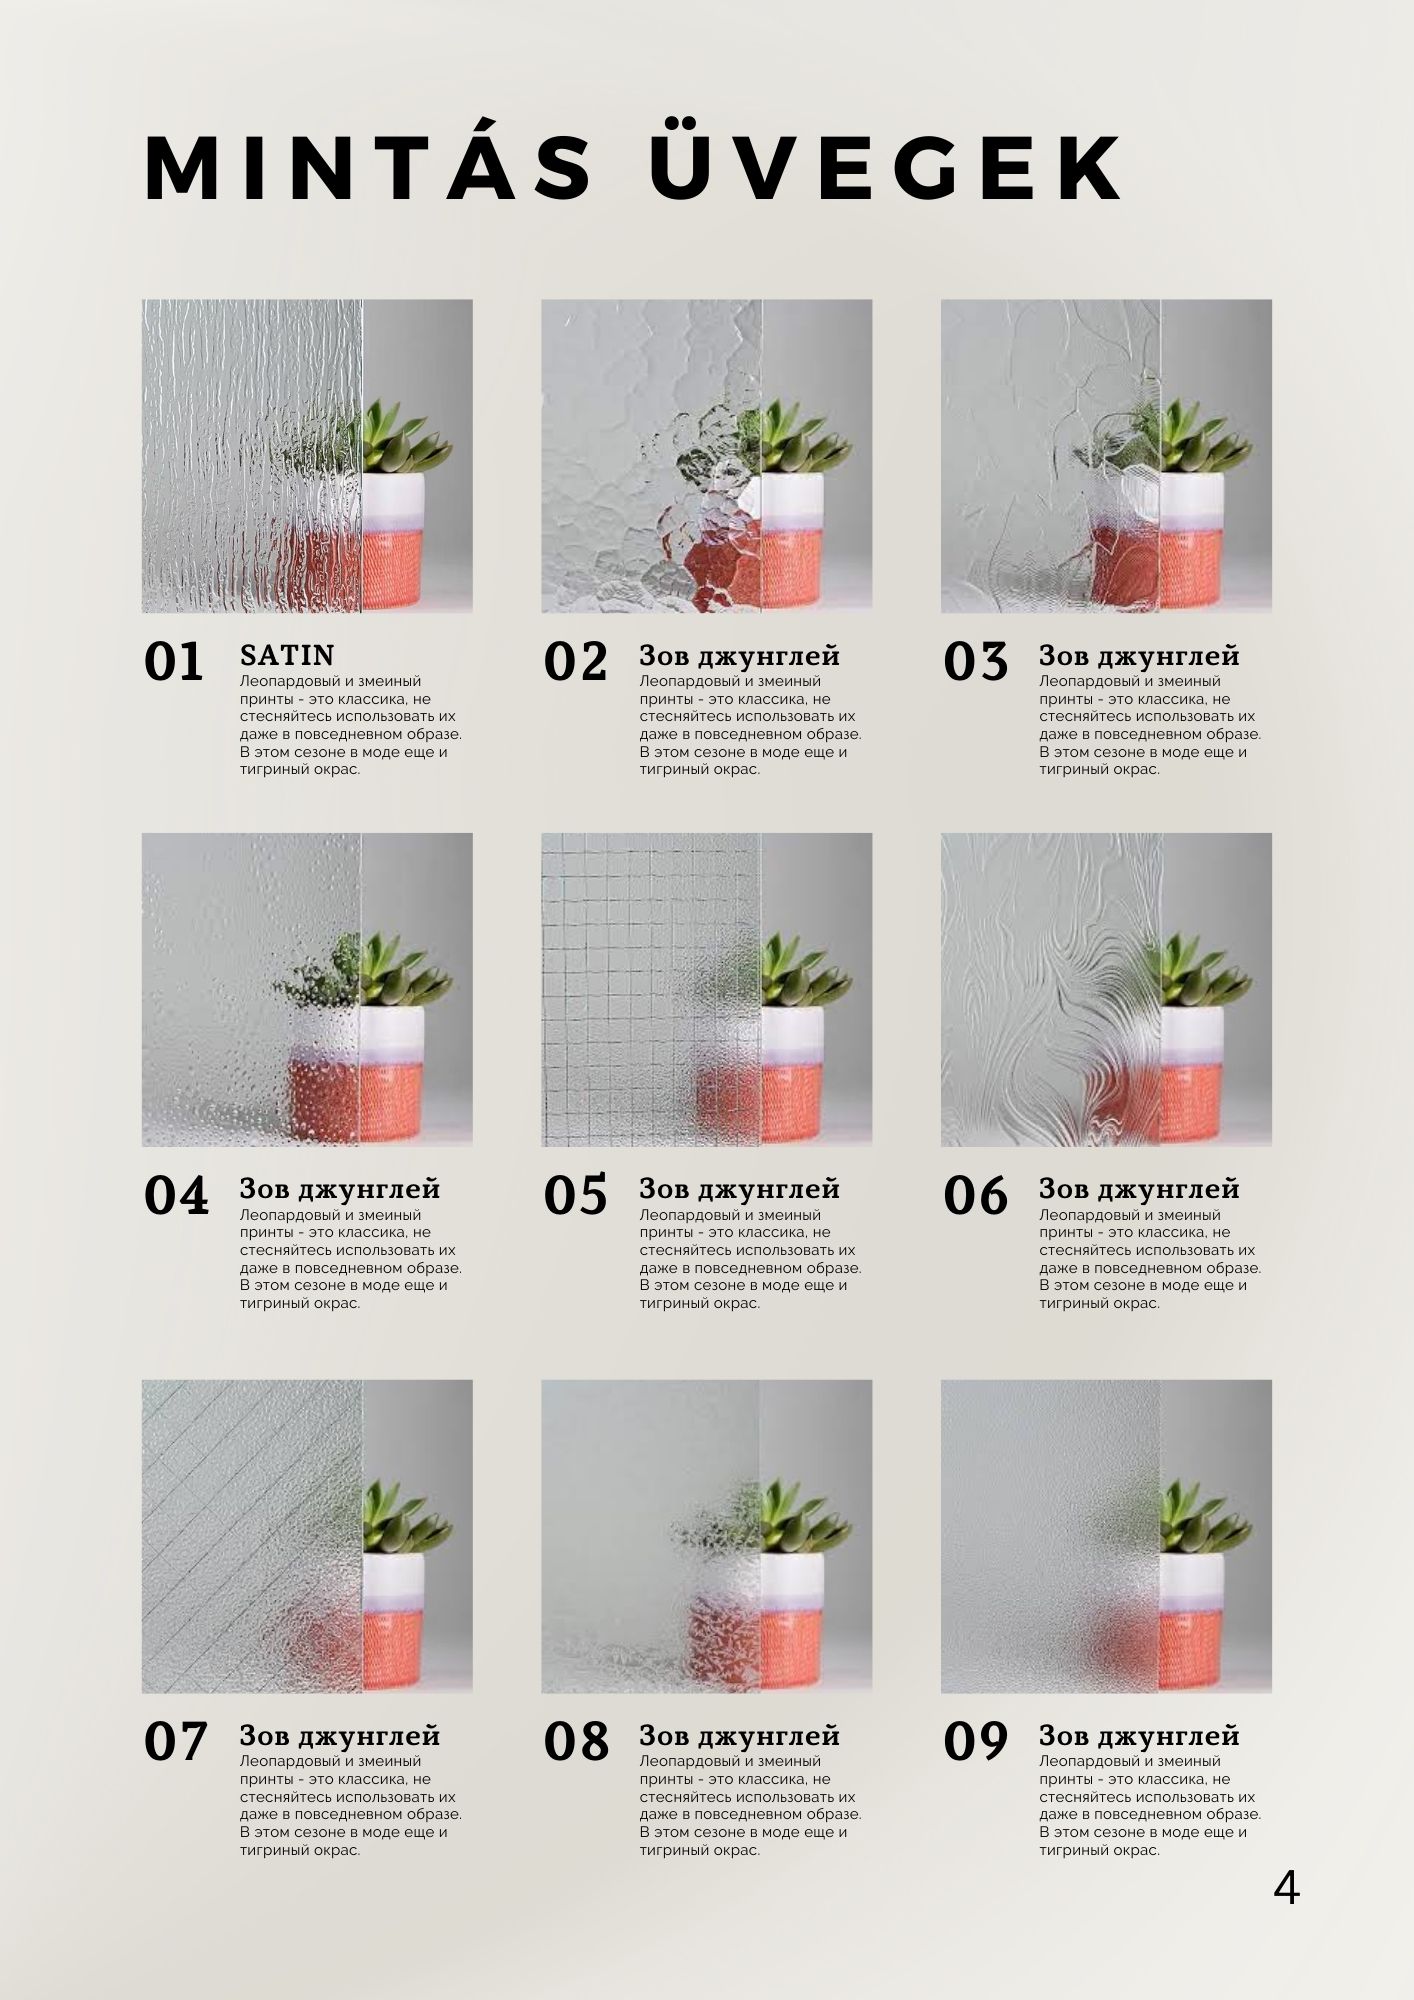 MINTÁS ÜVEGEK
01
SATIN
Леопардовый и змеиный
принты - это классика, не
стесняйтесь использовать их
даже в повседневном образе.
В этом сезоне в моде еще и
тигриный окрас.
02
Зов джунглей
Леопардовый и змеиный
принты - это классика, не
стесняйтесь использовать их
даже в повседневном образе.
В этом сезоне в моде еще и
тигриный окрас.
03
Зов джунглей
Леопардовый и змеиный
принты - это классика, не
стесняйтесь использовать их
даже в повседневном образе.
В этом сезоне в моде еще и
тигриный окрас.
04
Зов джунглей
Леопардовый и змеиный
принты - это классика, не
стесняйтесь использовать их
даже в повседневном образе.
В этом сезоне в моде еще и
тигриный окрас.
05
Зов джунглей
Леопардовый и змеиный
принты - это классика, не
стесняйтесь использовать их
даже в повседневном образе.
В этом сезоне в моде еще и
тигриный окрас.
06
Зов джунглей
Леопардовый и змеиный
принты - это классика, не
стесняйтесь использовать их
даже в повседневном образе.
В этом сезоне в моде еще и
тигриный окрас.
07
Зов джунглей
Леопардовый и змеиный
принты - это классика, не
стесняйтесь использовать их
даже в повседневном образе.
В этом сезоне в моде еще и
тигриный окрас.
08
Зов джунглей
Леопардовый и змеиный
принты - это классика, не
стесняйтесь использовать их
даже в повседневном образе.
В этом сезоне в моде еще и
тигриный окрас.
09
Зов джунглей
Леопардовый и змеиный
принты - это классика, не
стесняйтесь использовать их
даже в повседневном образе.
В этом сезоне в моде еще и
тигриный окрас.
4